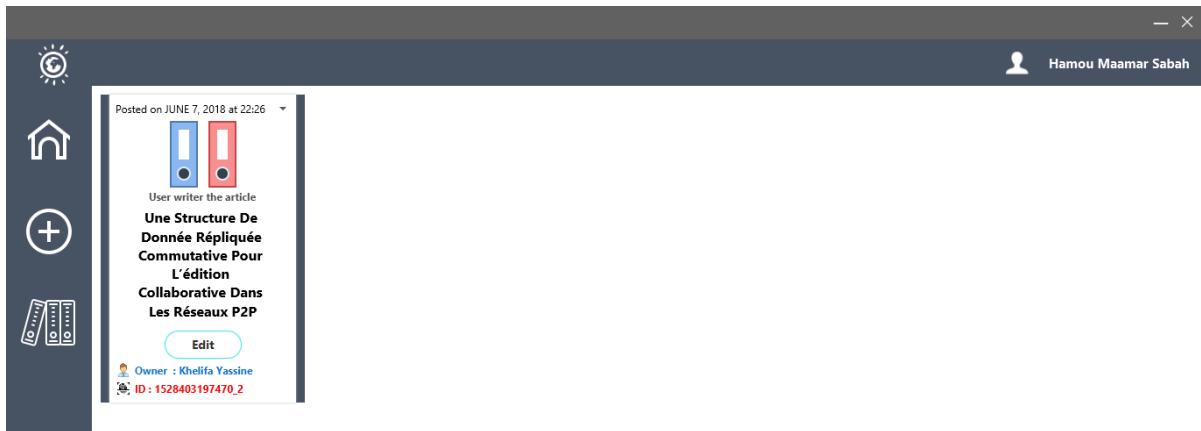 Hamou Maamar Sabah
Posted on JUNE 7, 2018 at 22:26
User writer the article
Une Structure De
Donnée Répliquée
Commutative Pour
L'édition
Collaborative Dans
Les Réseaux P2P
Edit
Owner : Khelifa Yassine
ID : 1528403197470_2